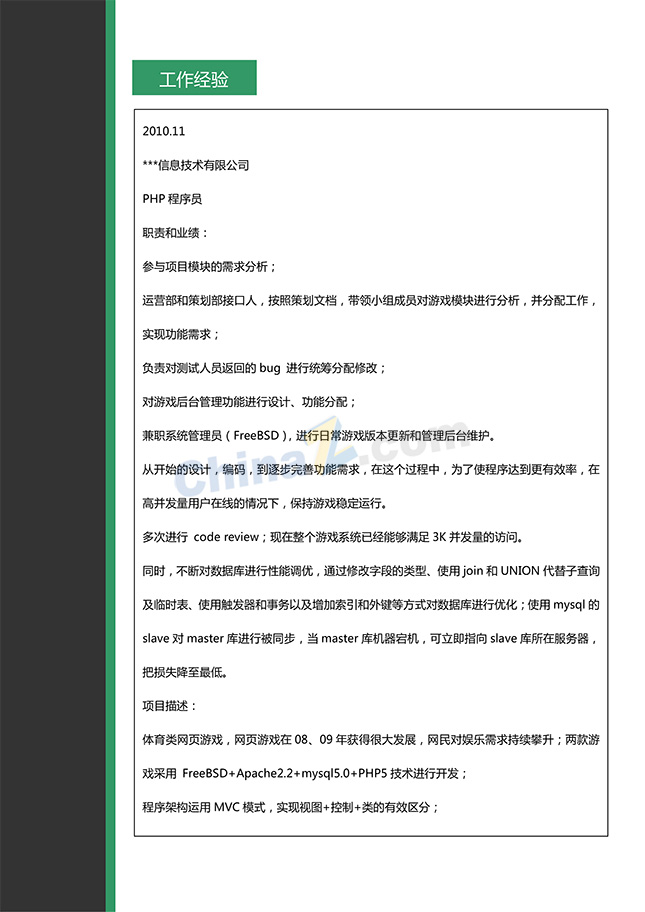 工作经验
2010.11
***信息技术有限公司
PHP 程序员
职责和业绩：
参与项目模块的需求分析；
运营部和策划部接口人，按照策划文档，带领小组成员对游戏模块进行分析，并分配工作，
实现功能需求；
负责对测试人员返回的 bug 进行统筹分配修改；
对游戏后台管理功能进行设计、功能分配；
兼职系统管理员（FreeBSD），进行日常游戏版本更新和管理后台维护。
从开始的设计，编码，到逐步完善功能需求，在这个过程中，为了使程序达到更有效率，在
高并发量用户在线的情况下，保持游戏稳定运行。
多次进行 code review；现在整个游戏系统已经能够满足 3K 并发量的访问。
同时，不断对数据库进行性能调优，通过修改字段的类型、使用 join 和 UNION 代替子查询
及临时表、使用触发器和事务以及增加索引和外键等方式对数据库进行优化；使用 mysql 的
slave 对 master 库进行被同步，当 master 库机器宕机，可立即指向 slave 库所在服务器，
把损失降至最低。
项目描述：
体育类网页游戏，网页游戏在 08、09 年获得很大发展，网民对娱乐需求持续攀升；两款游
戏采用 FreeBSD+Apache2.2+mysql5.0+PHP5 技术进行开发；
程序架构运用 MVC 模式，实现视图+控制+类的有效区分；
ChinaZ.com